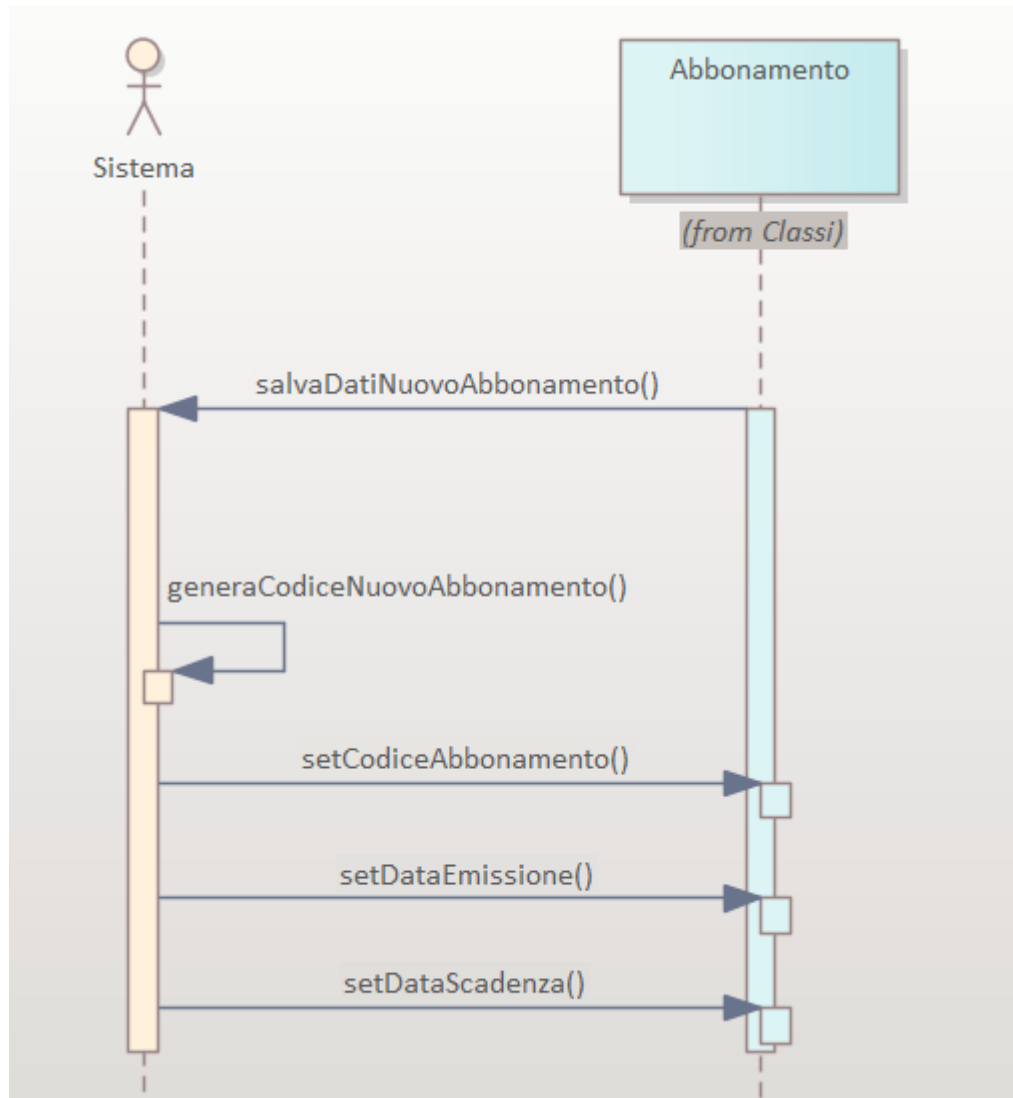 Sistema
Abbonamento
(from Classi)
salvaDatiNuovoAbbonamento()
generaCodiceNuovoAbbonamento()
setCodiceAbbonamento()
setDataEmissione()
setDataScadenza()